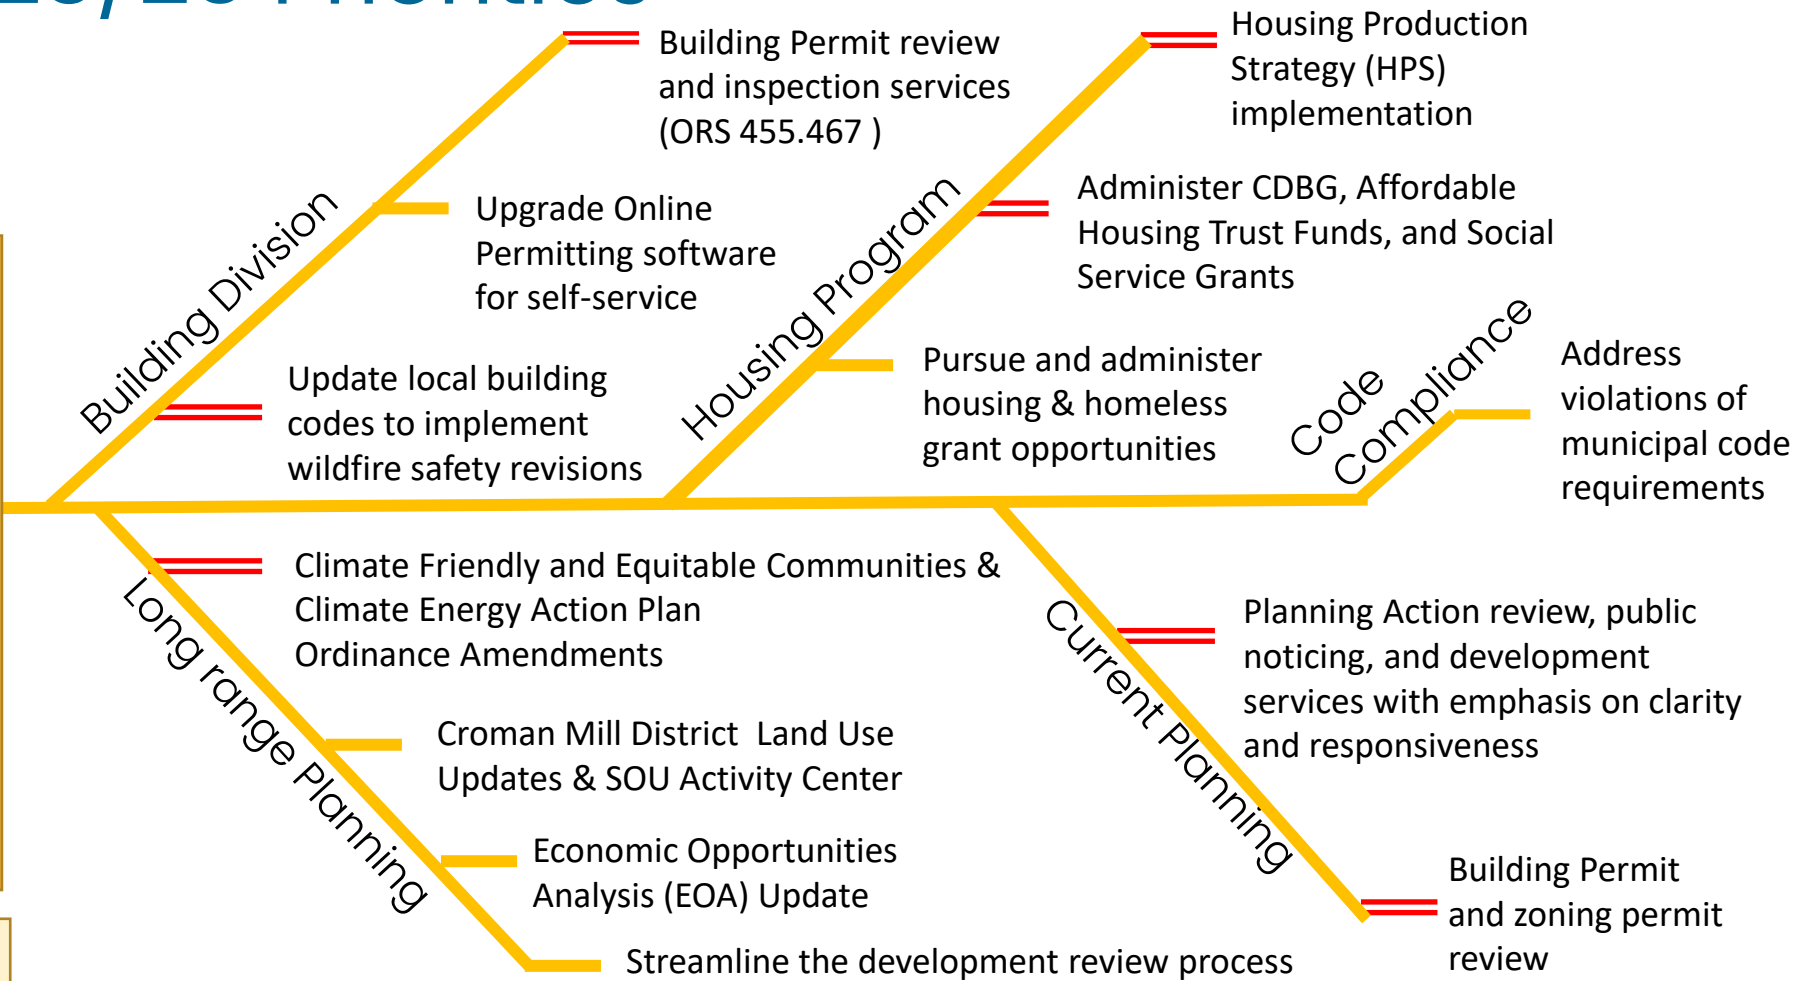 Priorities
Building Permit review
and inspection services
(ORS 455.467 )
Upgrade Online
Permitting software
for self-service
Building Division
Update local building
codes to implement
wildfire safety revisions
Housing Production
Strategy (HPS)
implementation
Administer CDBG, Affordable
Housing Trust Funds, and Social
Service Grants
Housing Program
Pursue and administer
housing & homeless
grant opportunities
Code
Compliance
Address
violations of
municipal code
requirements
Climate Friendly and Equitable Communities &
Climate Energy Action Plan
Ordinance Amendments
Long range Planning
Croman Mill District  Land Use
Updates & SOU Activity Center
Economic Opportunities
Analysis (EOA) Update
Streamline the development review process
Current Planning
Planning Action review, public
noticing, and development
services with emphasis on clarity
and responsiveness
Building Permit
and zoning permit
review